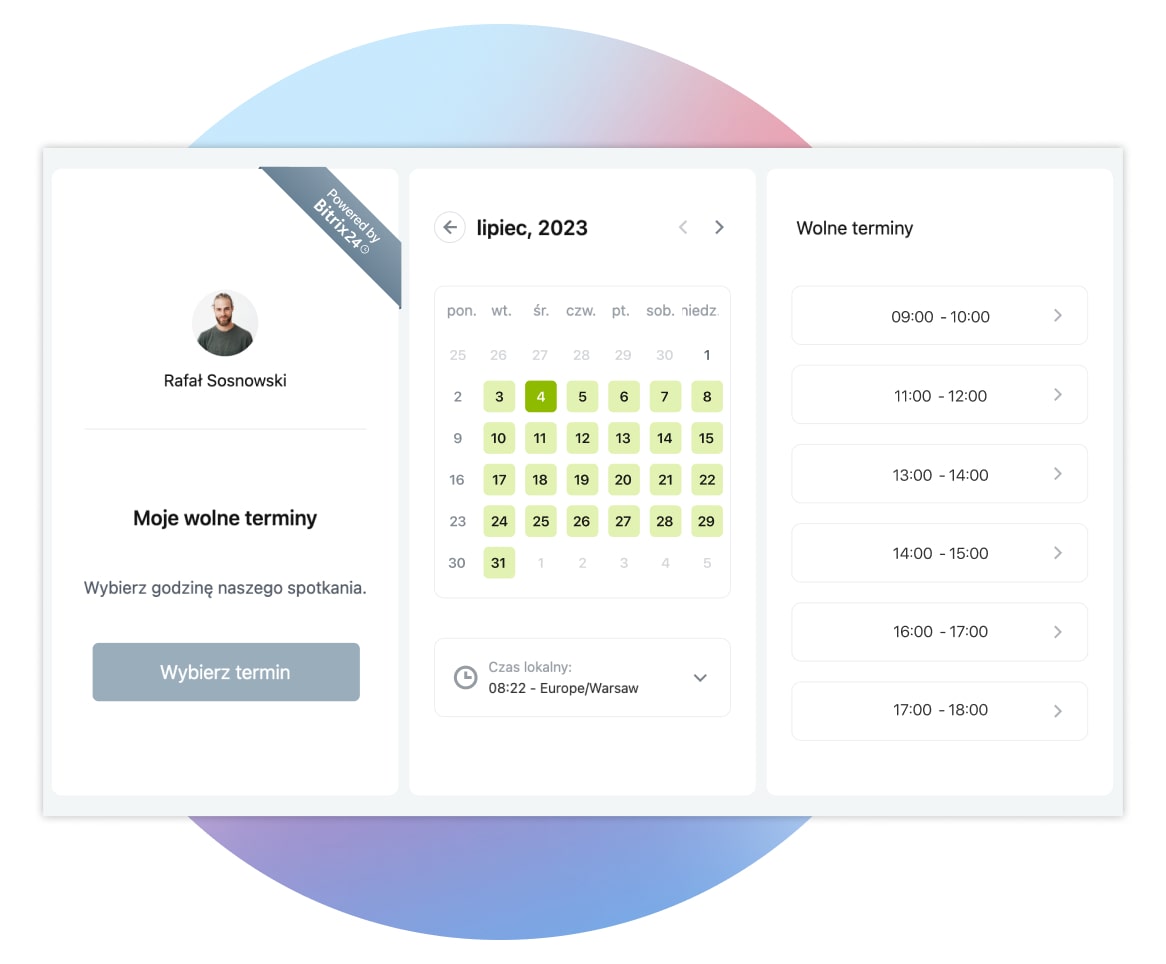 Powered by
Bitrix24
Rafał Sosnowski
Moje wolne terminy
Wybierz godzinę naszego spotkania.
Wybierz termin
lipiec, 2023
pon. wt. śr. czw. pt. sob. niedz.
25 26 27 28 29 30 1
2 3 4 5 6 7 8
9 10 11 12 13 14 15
16 17 18 19 20 21 22
23 24 25 26 27 28 29
30 31 1 2 3 4 5
Czas lokalny:
08:22 - Europe/Warsaw
Wolne terminy
09:00 - 10:00
11:00 - 12:00
13:00 - 14:00
14:00 - 15:00
16:00 - 17:00
17:00 - 18:00